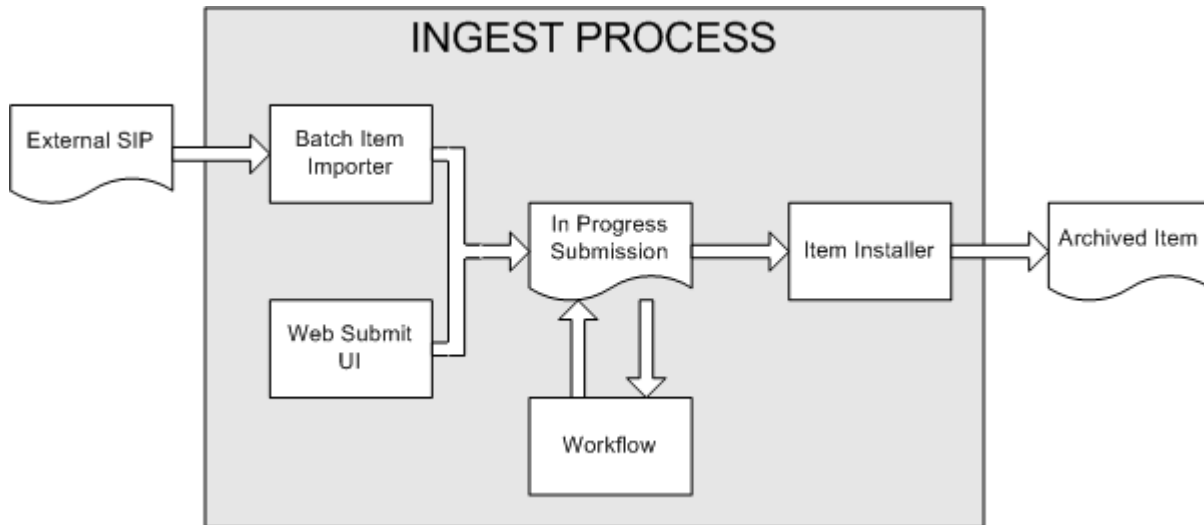 INGEST PROCESS
External SIP
Batch Item
Importer
In Progress
Submission
Item Installer
Archived Item
Web Submit
UI
Workflow